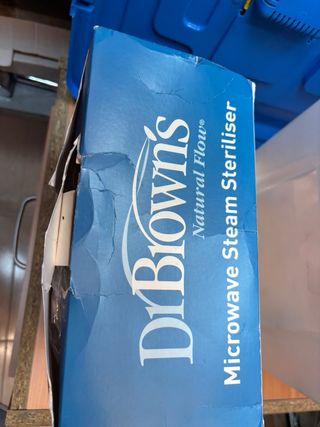 Dr Brown's
Natural Flow®
Microwave Steam Steriliser